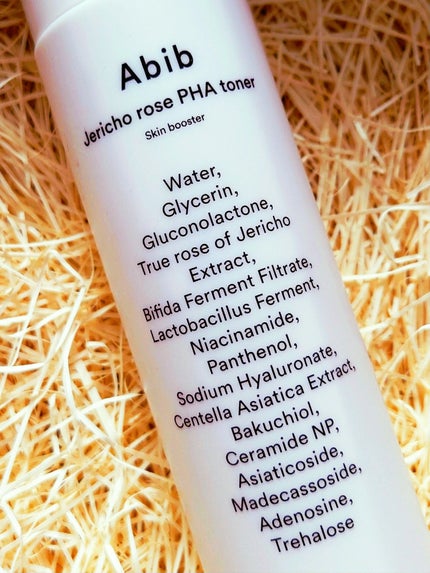 Abib
Jericho rose PHA toner
Skin booster
Water,
Glycerin,
Gluconolactone,
True rose of Jericho
Extract,
Bifida Ferment Filtrate,
Lactobacillus Ferment,
Niacinamide,
Panthenol,
Sodium Hyaluronate,
Centella Asiatica Extract,
Bakuchiol,
Ceramide NP,
Asiaticoside,
Madecassoside,
Adenosine,
Trehalose